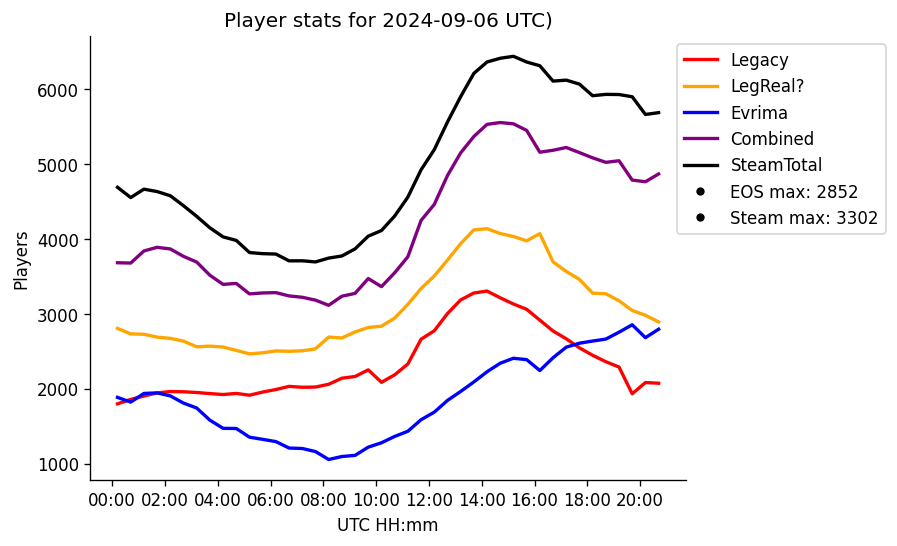 Player stats for 2024-09-06 UTC)
Players
6000
5000
4000
3000
2000
1000
00:00 02:00 04:00 06:00 08:00 10:00 12:00 14:00 16:00 18:00 20:00
UTC HH:mm
Legacy
LegReal?
Evrima
Combined
SteamTotal
EOS max: 2852
Steam max: 3302